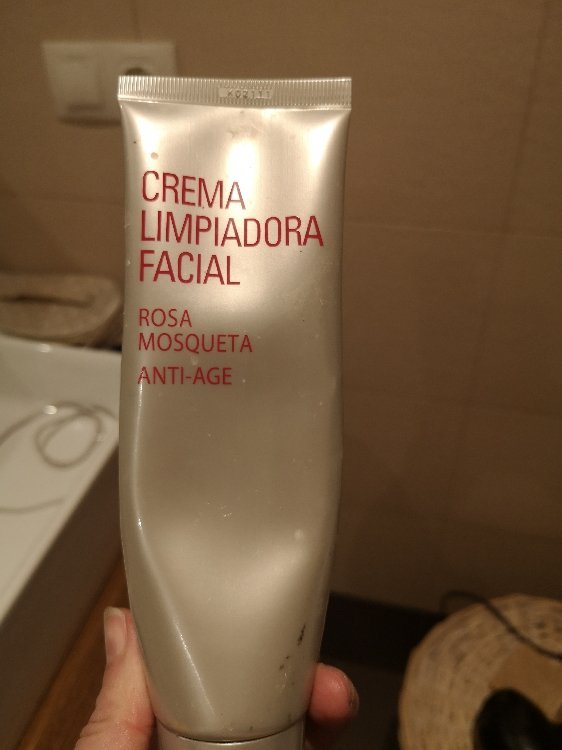 CREMA
LIMPIADORA
FACIAL
ROSA
MOSQUETA
ANTI-AGE